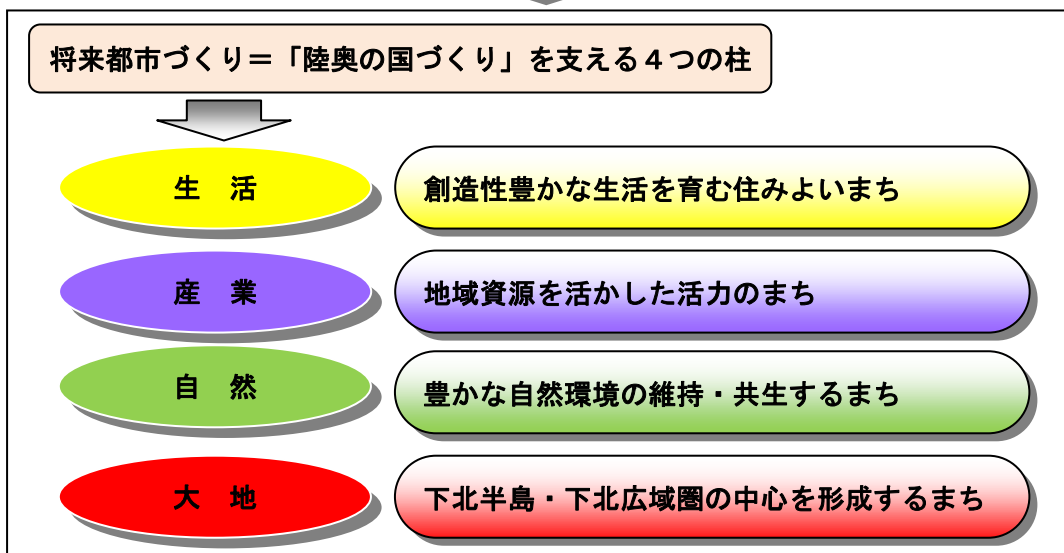 将来都市づくり＝「陸奥の国づくり」を支える４つの柱
生　活
創造性豊かな生活を育む住みよいまち
産　業
地域資源を活かした活力のまち
自　然
豊かな自然環境の維持・共生するまち
大　地
下北半島・下北広域圏の中心を形成するまち